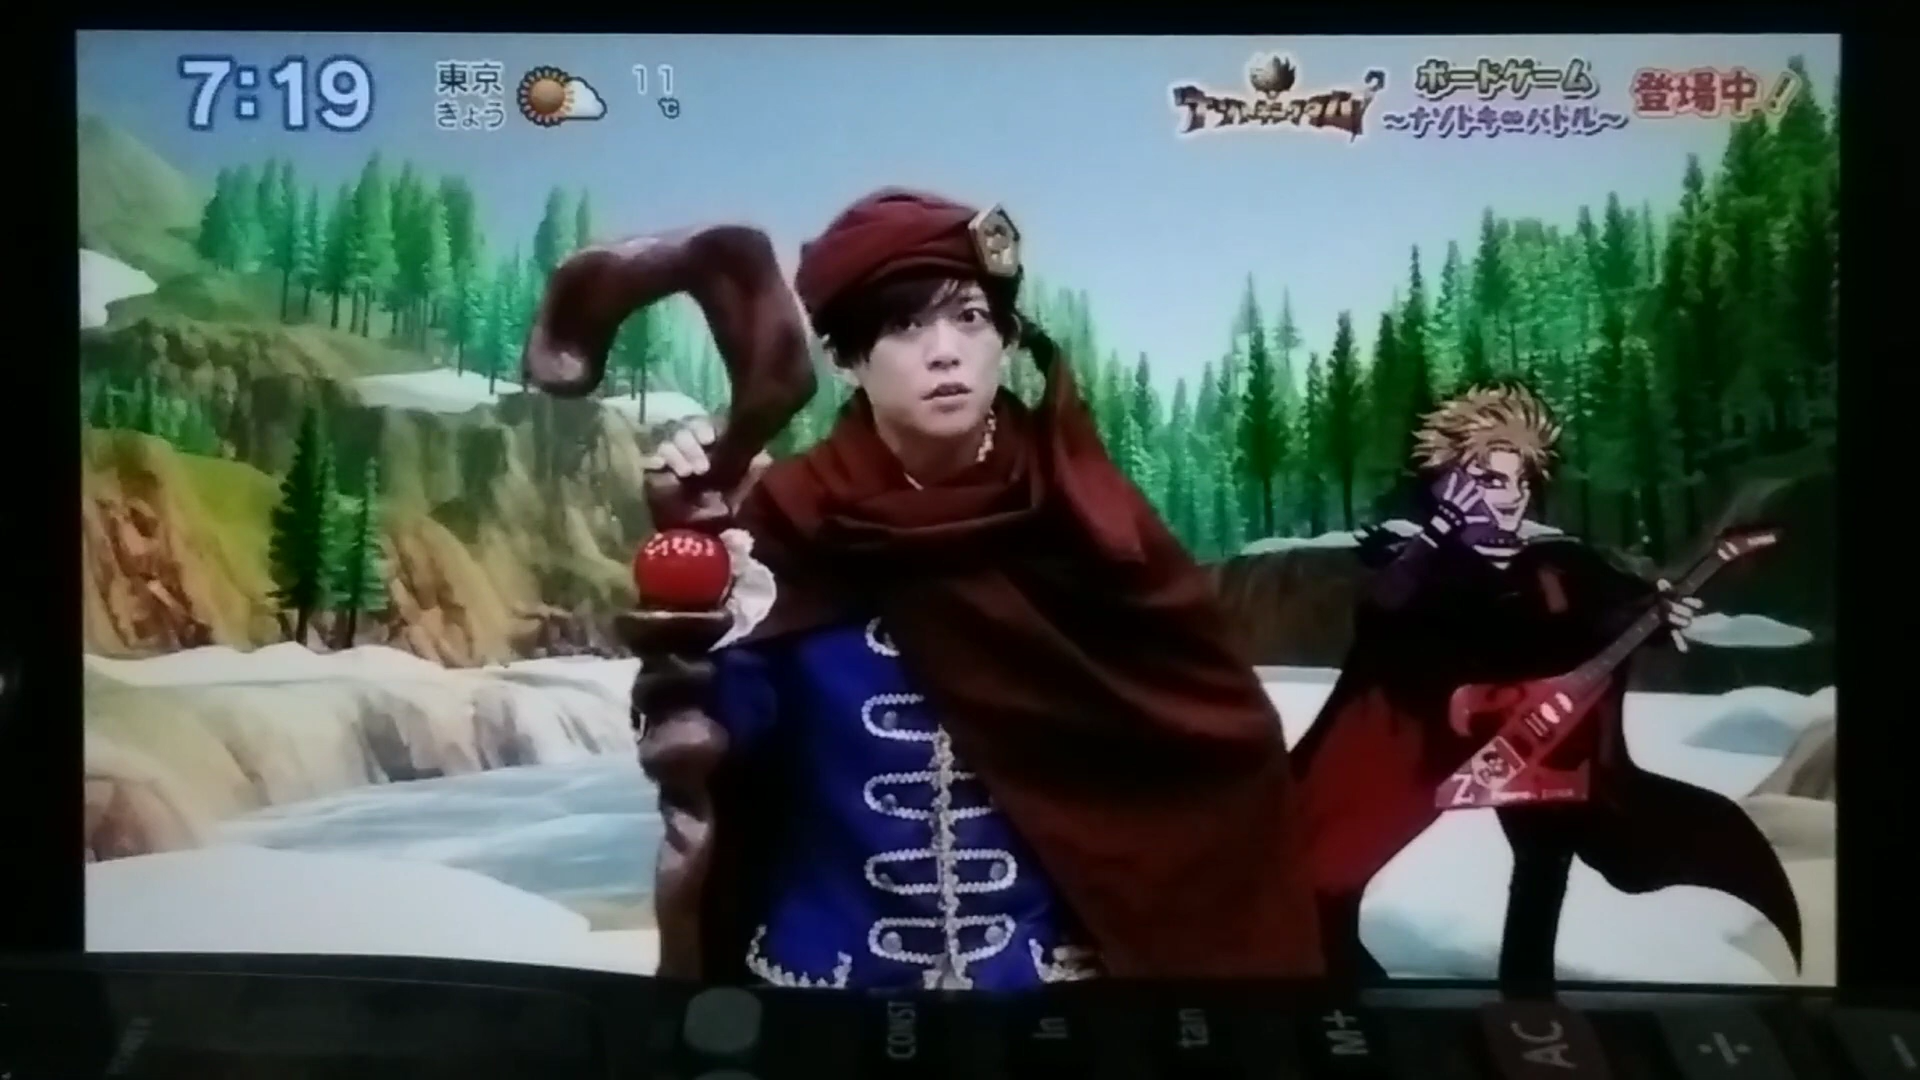 7:19
東京
きょう
11
℃
ボードゲーム
～ナゾトキ∞バトル～
登場中！
CONST
ln
tan
M+
AC
÷